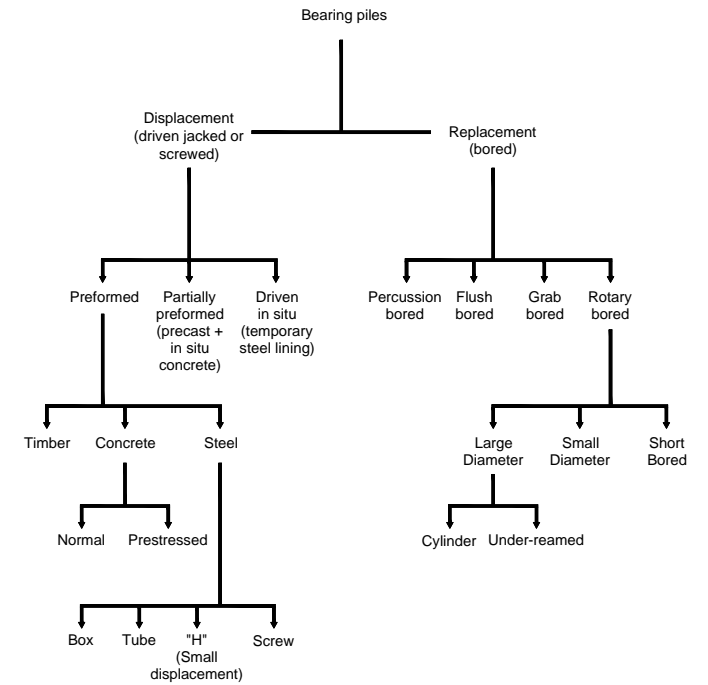 Bearing piles
Displacement
(driven jacked or
screwed)
Replacement
(bored)
Preformed
Partially
preformed
(precast +
in situ
concrete)
Driven
in situ
(temporary
steel lining)
Percussion
bored
Flush
bored
Grab
bored
Rotary
bored
Timber
Concrete
Steel
Large
Diameter
Small
Diameter
Short
Bored
Normal
Prestressed
Cylinder
Under-reamed
Box
Tube
"H"
(Small
displacement)
Screw